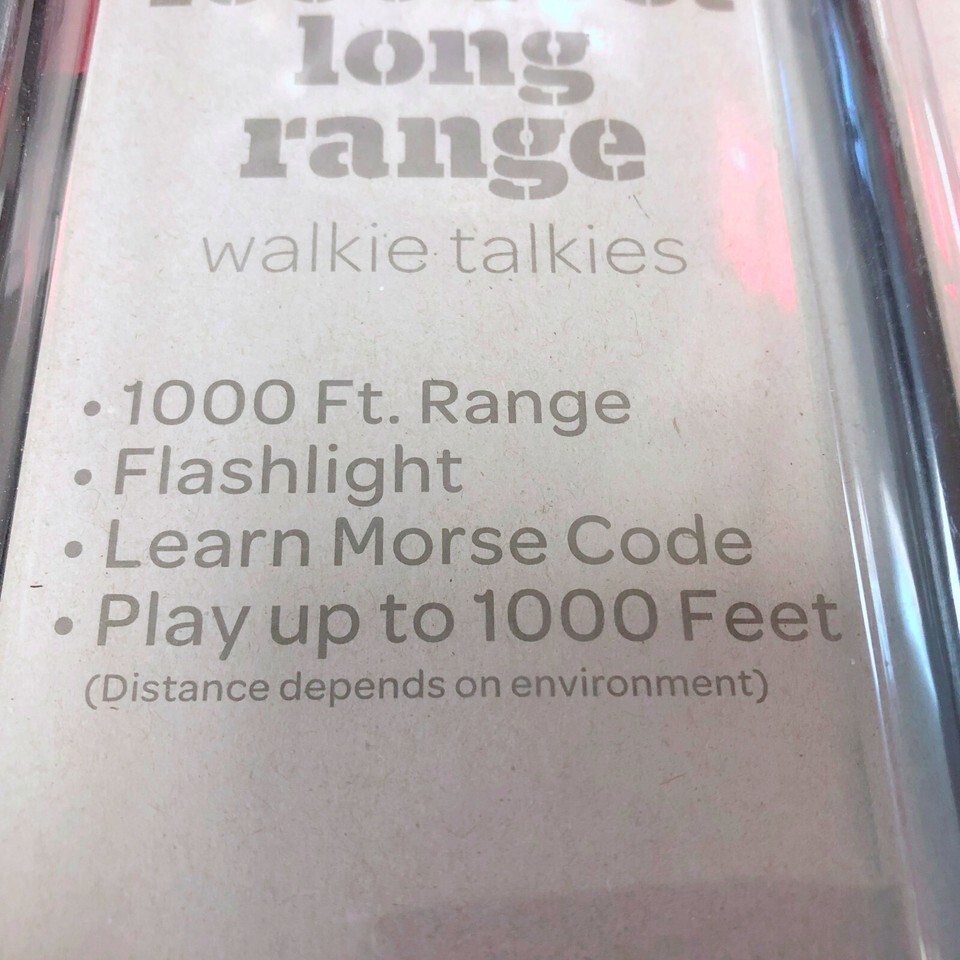 long
range
walkie talkies
• 1000 Ft. Range
• Flashlight
• Learn Morse Code
• Play up to 1000 Feet
(Distance depends on environment)